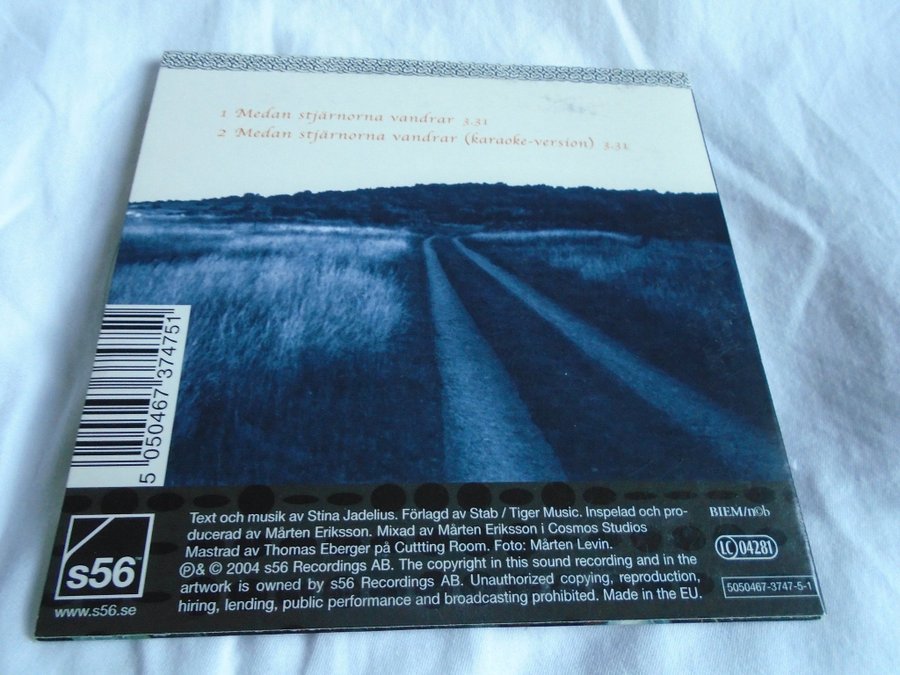 1 Medan stjärnorna vandrar 3.31
2 Medan stjärnorna vandrar (karaoke-version) 3.31
5 050467 374751
s56
www.s56.se
Text och musik av Stina Jadelius. Förlagd av Stab / Tiger Music. Inspelad och pro-
ducerad av Mårten Eriksson. Mixad av Mårten Eriksson i Cosmos Studios
Mastrad av Thomas Eberger på Cuttting Room. Foto: Mårten Levin.
℗& © 2004 s56 Recordings AB. The copyright in this sound recording and in the
artwork is owned by s56 Recordings AB. Unauthorized copying, reproduction,
hiring, lending, public performance and broadcasting prohibited. Made in the EU.
BIEM/n©b
LC 04281
5050467-3747-5-1